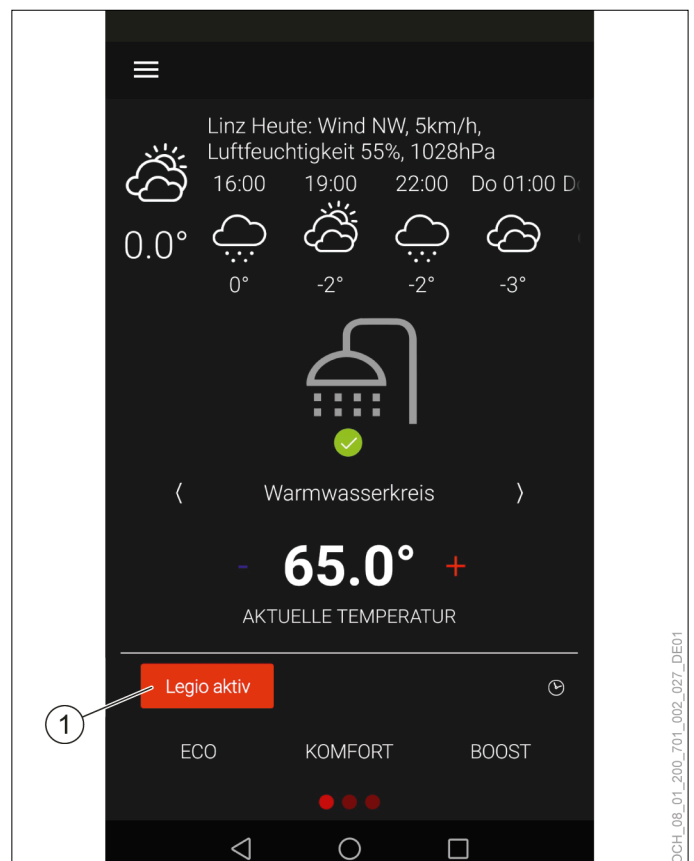 Linz Heute: Wind NW, 5km/h,
Luftfeuchtigkeit 55%, 1028hPa
16:00 19:00 22:00 Do 01:00 D
0.0°
0° -2° -2° -3°
〈 Warmwasserkreis 〉
- 65.0° +
AKTUELLE TEMPERATUR
1
Legio aktiv
ECO KOMFORT BOOST
OCH_08_01_200_701_002_027_DE01